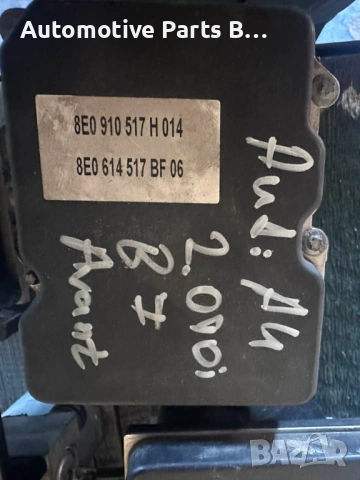 Automotive Parts B...
8E0 910 517 H 014
8E0 614 517 BF 06
Audi A4
2.0TDi
B7
Avant
BAZAR